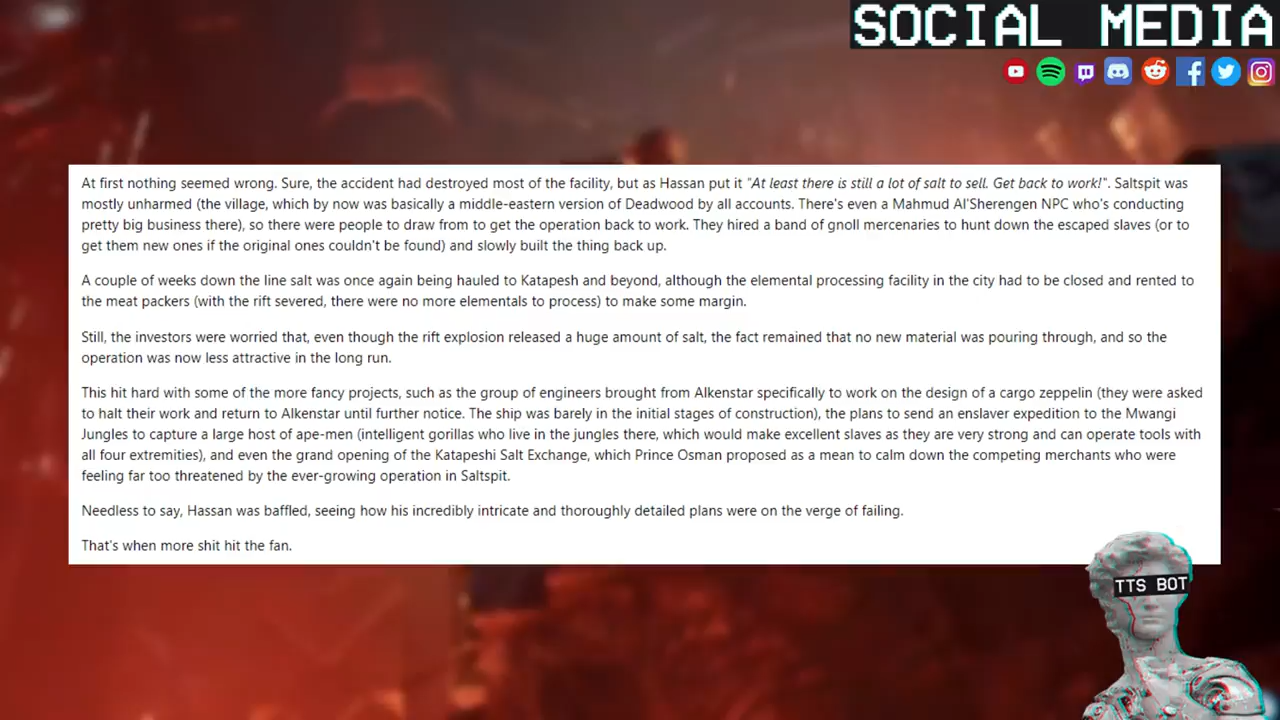 SOCIAL MEDIA
At first nothing seemed wrong. Sure, the accident had destroyed most of the facility, but as Hassan put it "At least there is still a lot of salt to sell. Get back to work!". Saltspit was
mostly unharmed (the village, which by now was basically a middle-eastern version of Deadwood by all accounts. There's even a Mahmud Al'Sherengen NPC who's conducting
pretty big business there), so there were people to draw from to get the operation back to work. They hired a band of gnoll mercenaries to hunt down the escaped slaves (or to
get them new ones if the original ones couldn't be found) and slowly built the thing back up.
A couple of weeks down the line salt was once again being hauled to Katapesh and beyond, although the elemental processing facility in the city had to be closed and rented to
the meat packers (with the rift severed, there were no more elementals to process) to make some margin.
Still, the investors were worried that, even though the rift explosion released a huge amount of salt, the fact remained that no new material was pouring through, and so the
operation was now less attractive in the long run.
This hit hard with some of the more fancy projects, such as the group of engineers brought from Alkenstar specifically to work on the design of a cargo zeppelin (they were asked
to halt their work and return to Alkenstar until further notice. The ship was barely in the initial stages of construction), the plans to send an enslaver expedition to the Mwangi
Jungles to capture a large host of ape-men (intelligent gorillas who live in the jungles there, which would make excellent slaves as they are very strong and can operate tools with
all four extremities), and even the grand opening of the Katapeshi Salt Exchange, which Prince Osman proposed as a mean to calm down the competing merchants who were
feeling far too threatened by the ever-growing operation in Saltspit.
Needless to say, Hassan was baffled, seeing how his incredibly intricate and thoroughly detailed plans were on the verge of failing.
That's when more shit hit the fan.
TTS BOT